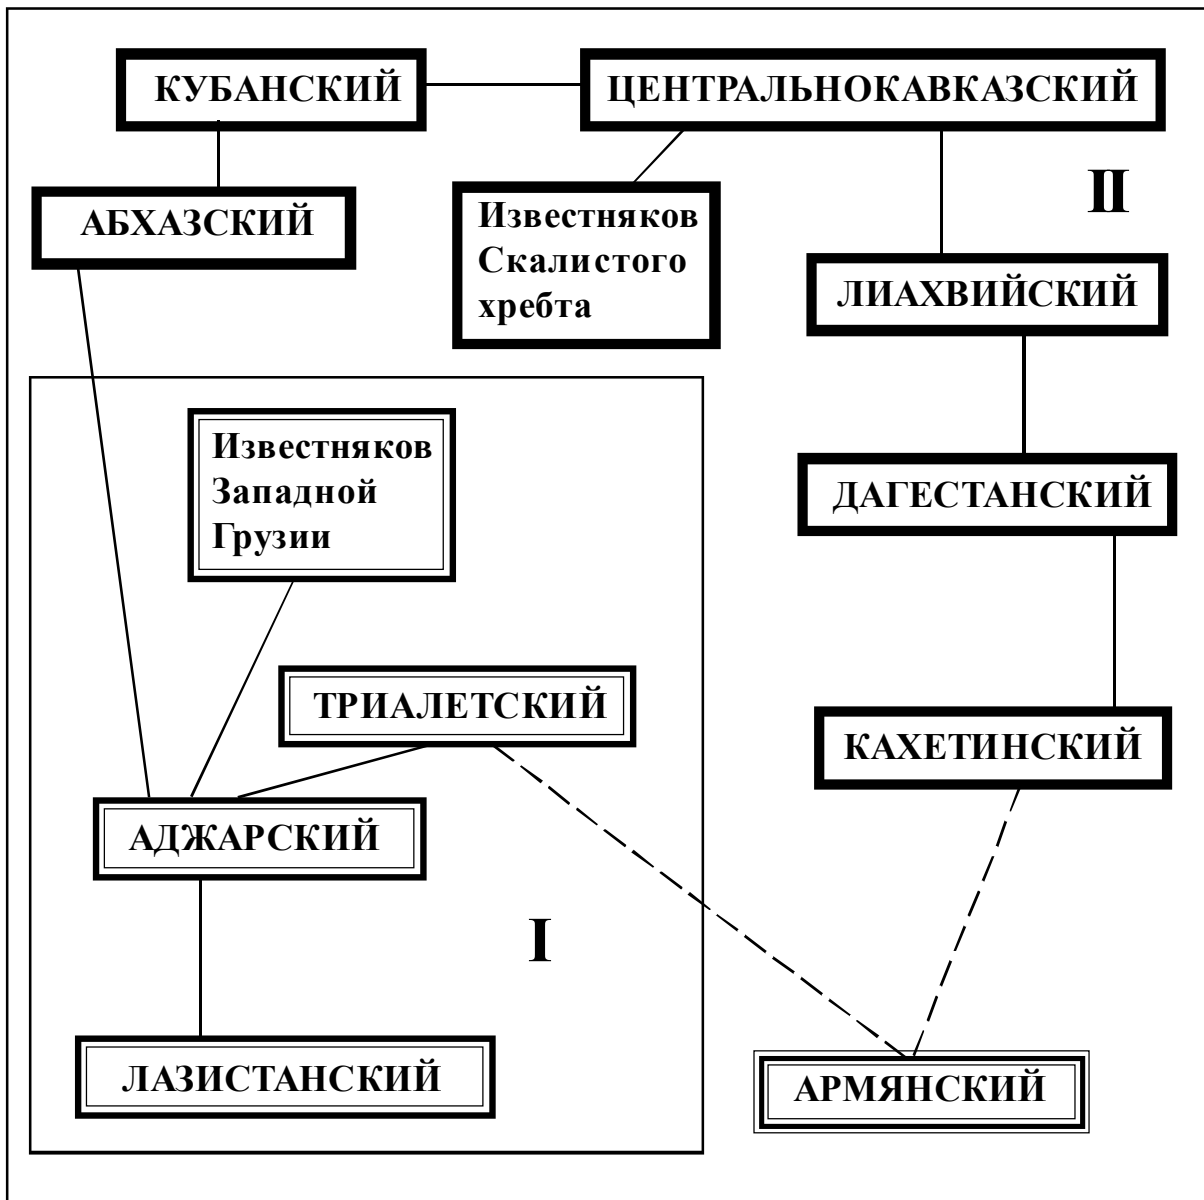 КУБАНСКИЙ
ЦЕНТРАЛЬНОКАВКАЗСКИЙ
АБХАЗСКИЙ
Известняков
Скалистого
хребта
II
ЛИАХВИЙСКИЙ
Известняков
Западной
Грузии
ДАГЕСТАНСКИЙ
ТРИАЛЕТСКИЙ
КАХЕТИНСКИЙ
АДЖАРСКИЙ
I
ЛАЗИСТАНСКИЙ
АРМЯНСКИЙ